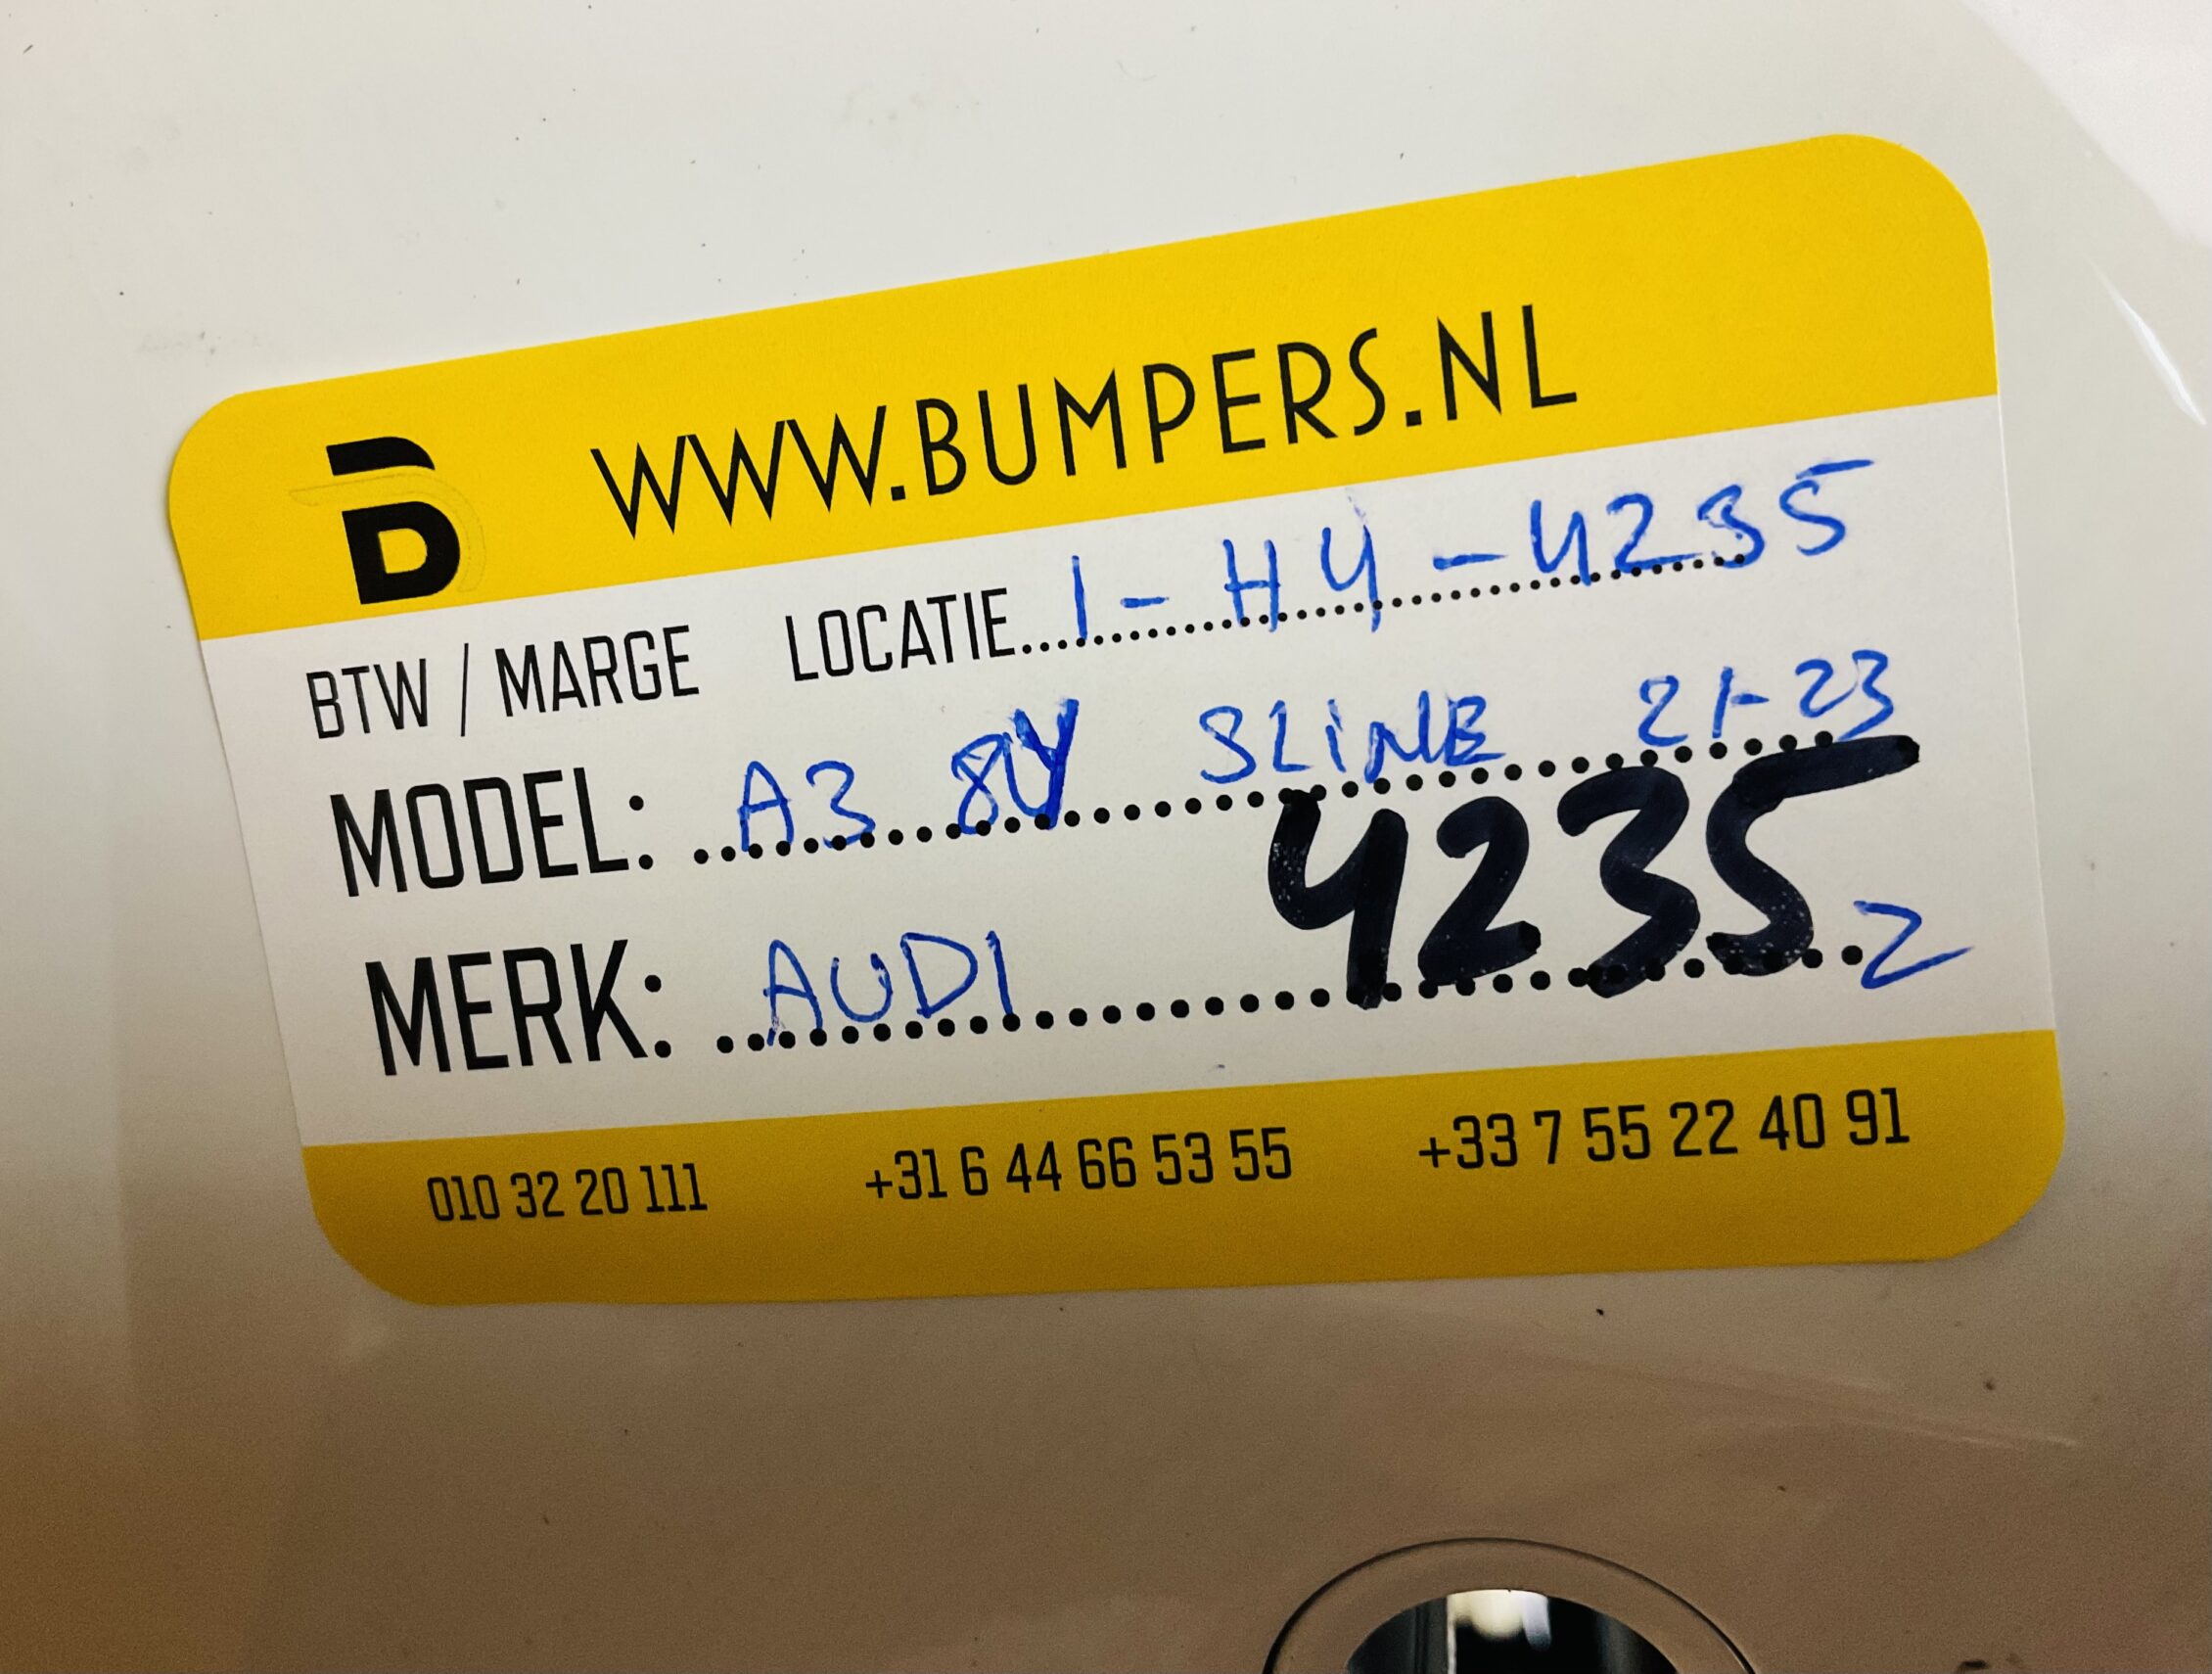 WWW.BUMPERS.NL
BTW / MARGE LOCATIE 1-H4-4235
MODEL: A3 8Y SLINE 21-23
4235
MERK: AUDI 2
010 32 20 111 +31 6 44 66 53 55 +33 7 55 22 40 91